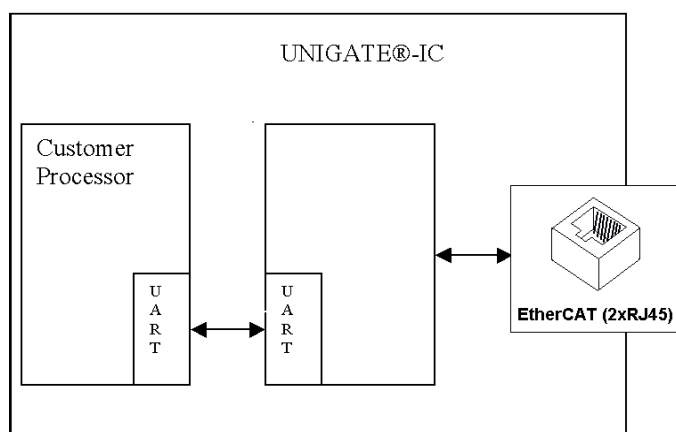 UNIGATE®-IC
Customer
Processor
U
A
R
T
U
A
R
T
EtherCAT (2xRJ45)